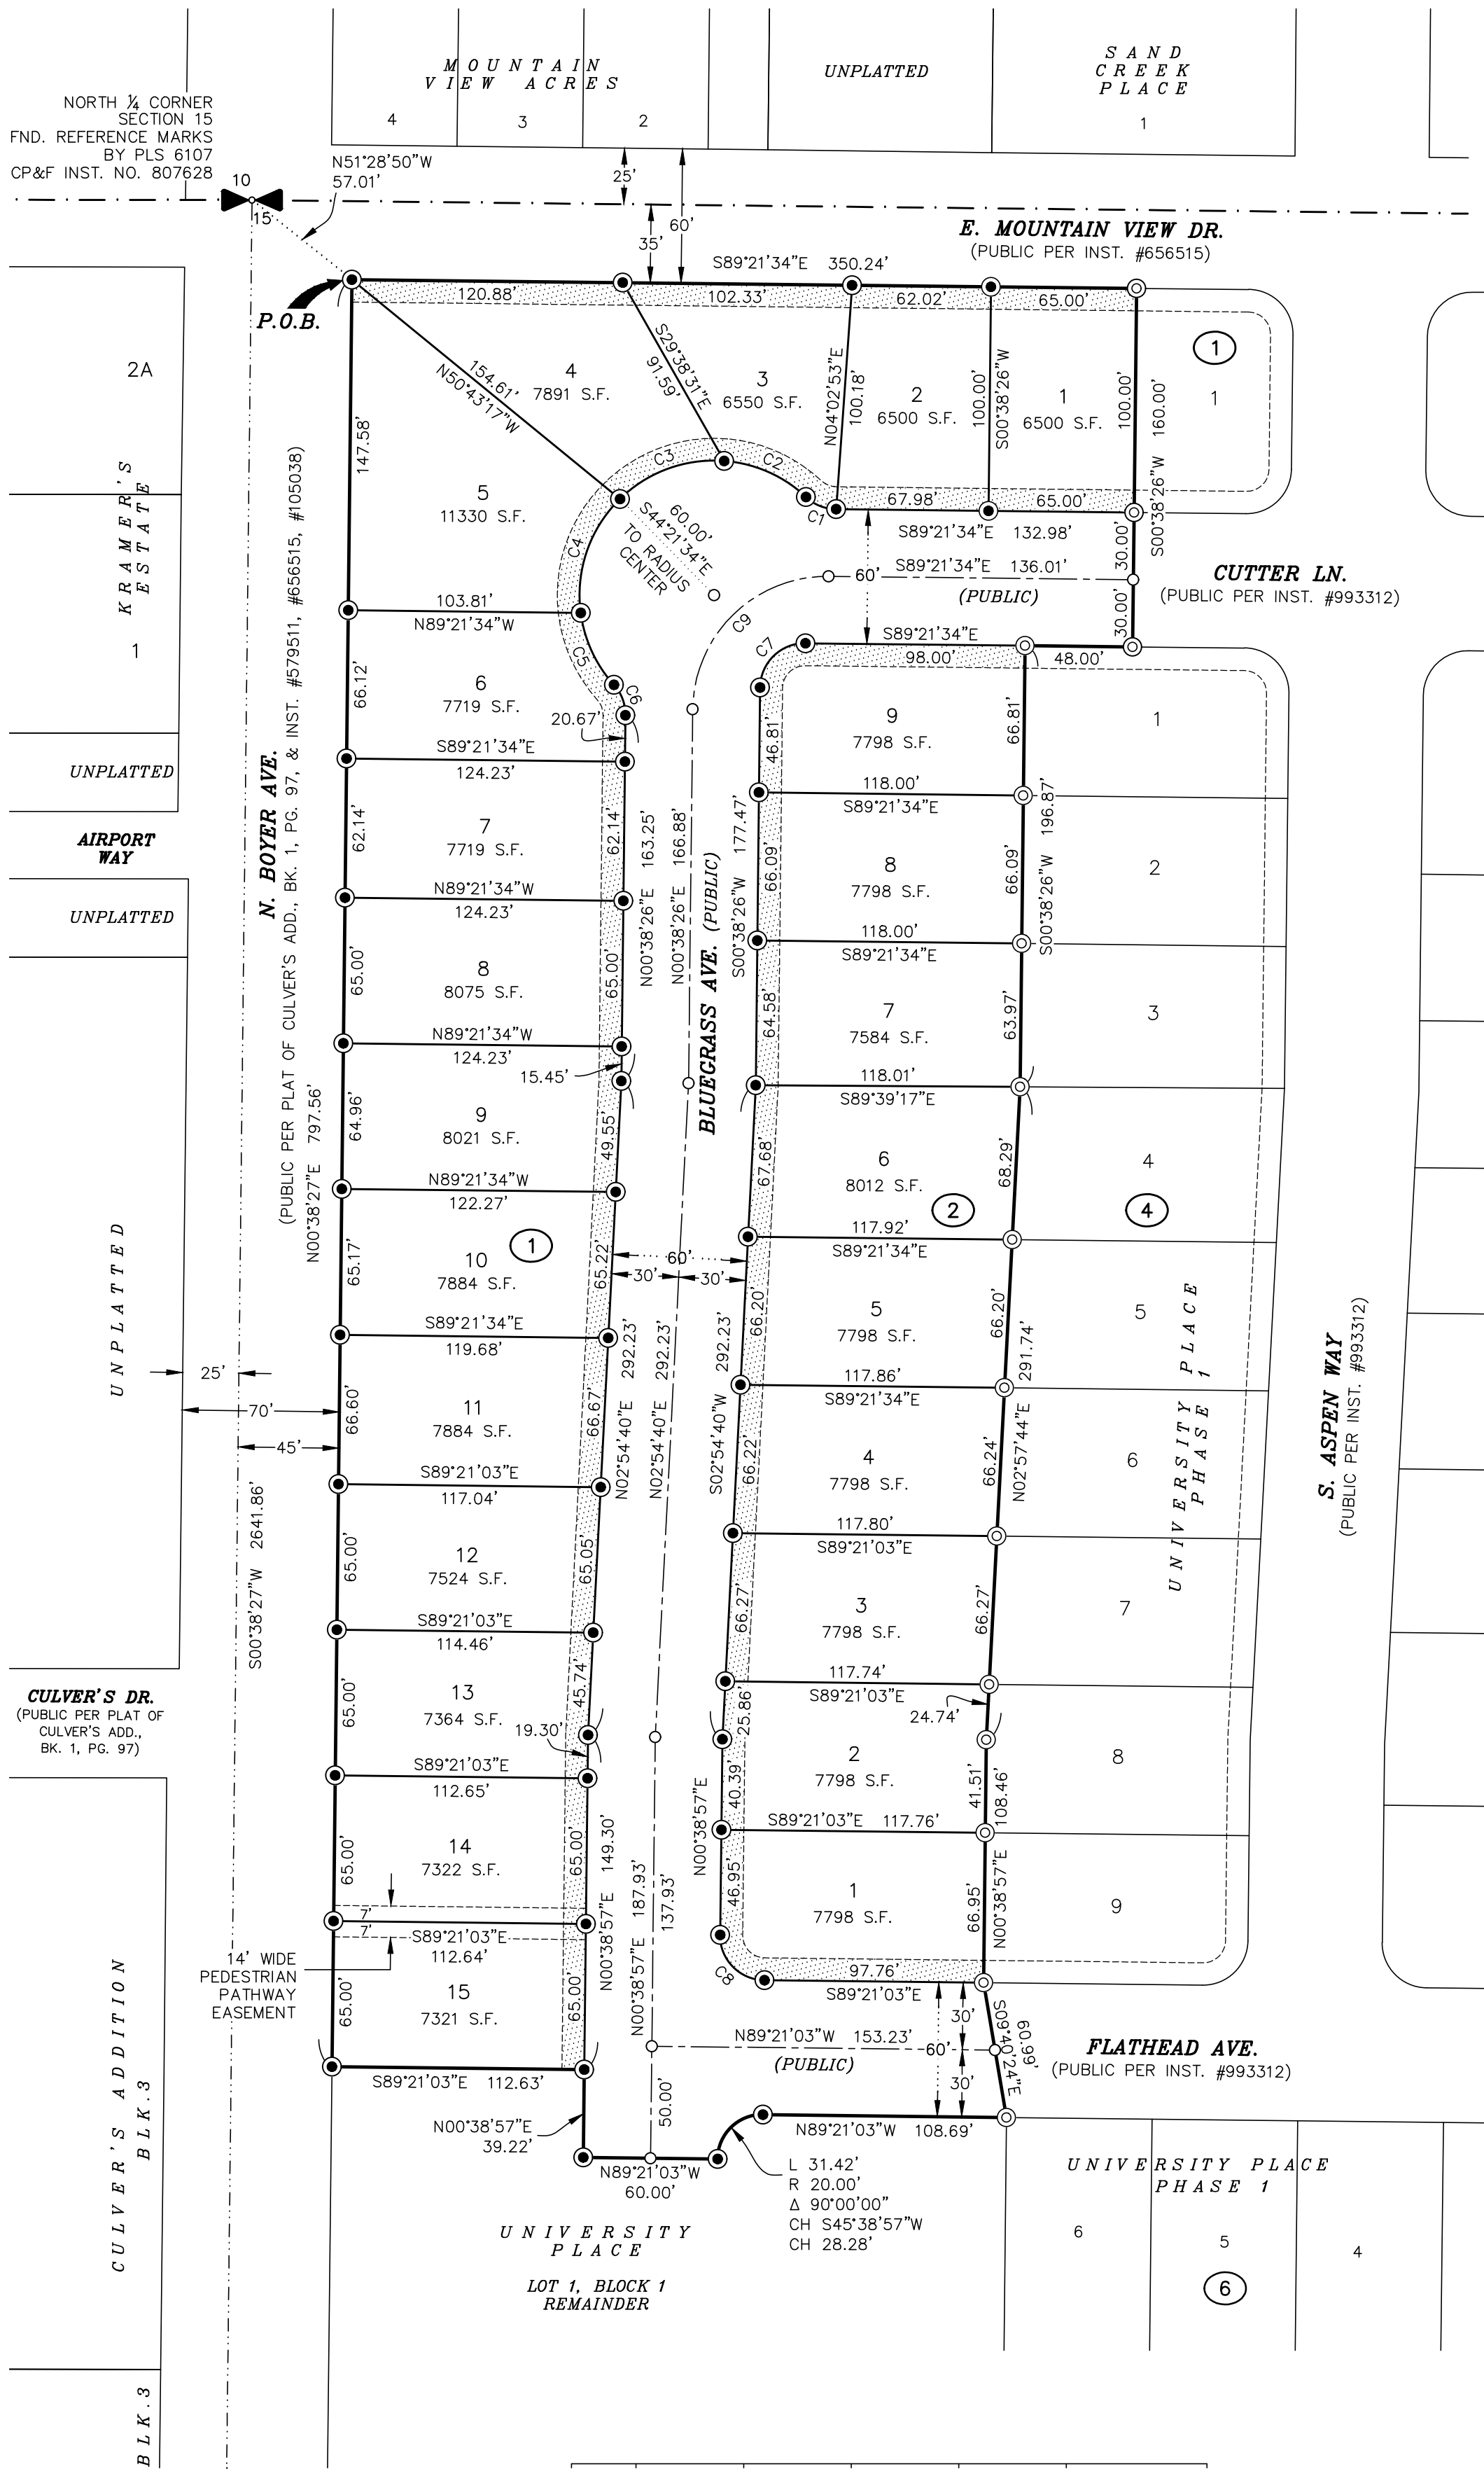 MOUNTAIN
VIEW ACRES
4
3
2
UNPLATTED
SAND
CREEK
PLACE
1
NORTH ¼ CORNER
SECTION 15
FND. REFERENCE MARKS
BY PLS 6107
CP&F INST. NO. 807628
10
15
N51°28'50"W
57.01'
25'
35'
60'
E. MOUNTAIN VIEW DR.
(PUBLIC PER INST. #656515)
S89°21'34"E 350.24'
P.O.B.
120.88'
102.33'
62.02'
65.00'
1
1
2A
KRAMER'S
ESTATE
1
UNPLATTED
AIRPORT
WAY
UNPLATTED
UNPLATTED
N. BOYER AVE.
(PUBLIC PER PLAT OF CULVER'S ADD., BK. 1, PG. 97, & INST. #579511, #656515, #105038)
N00°38'27"E 797.56'
154.61'
N50°43'17"W
4
7891 S.F.
S29°38'31"E
91.59'
3
6550 S.F.
N04°02'53"E
100.18'
2
6500 S.F.
100.00'
S00°38'26"W
1
6500 S.F.
100.00'
S00°38'26"W 160.00'
147.58'
5
11330 S.F.
C3
C2
C1
C4
C5
C6
60.00'
S44°21'34"E
TO RADIUS
CENTER
67.98'
65.00'
S89°21'34"E 132.98'
30.00'
60'
S89°21'34"E 136.01'
(PUBLIC)
CUTTER LN.
(PUBLIC PER INST. #993312)
30.00'
C9
C7
S89°21'34"E
98.00'
48.00'
103.81'
N89°21'34"W
66.12'
6
7719 S.F.
20.67'
S89°21'34"E
124.23'
62.14'
7
7719 S.F.
62.14'
N89°21'34"W
124.23'
65.00'
8
8075 S.F.
65.00'
N89°21'34"W
124.23'
15.45'
64.96'
9
8021 S.F.
49.55'
N89°21'34"W
122.27'
65.17'
10
7884 S.F.
1
65.22'
S89°21'34"E
119.68'
66.60'
11
7884 S.F.
66.67'
S89°21'03"E
117.04'
65.00'
12
7524 S.F.
65.05'
S89°21'03"E
114.46'
65.00'
13
7364 S.F.
45.74'
19.30'
S89°21'03"E
112.65'
65.00'
14
7322 S.F.
65.00'
7'
7'
S89°21'03"E
112.64'
14' WIDE
PEDESTRIAN
PATHWAY
EASEMENT
65.00'
15
7321 S.F.
65.00'
S89°21'03"E 112.63'
N00°38'57"E
39.22'
N00°38'26"E 163.25'
N00°38'26"E 166.88'
BLUEGRASS AVE. (PUBLIC)
S00°38'26"W 177.47'
60'
30'
30'
N02°54'40"E 292.23'
N02°54'40"E 292.23'
S02°54'40"W 292.23'
N00°38'57"E 149.30'
N00°38'57"E 187.93'
137.93'
N00°38'57"E
50.00'
46.81'
9
7798 S.F.
66.81'
118.00'
S89°21'34"E
66.09'
8
7798 S.F.
66.09'
S00°38'26"W 196.87'
118.00'
S89°21'34"E
64.58'
7
7584 S.F.
63.97'
118.01'
S89°39'17"E
67.68'
6
8012 S.F.
2
68.29'
117.92'
S89°21'34"E
66.20'
5
7798 S.F.
66.20'
117.86'
S89°21'34"E
66.22'
4
7798 S.F.
66.24'
N02°57'44"E 291.74'
117.80'
S89°21'03"E
66.27'
3
7798 S.F.
66.27'
117.74'
S89°21'03"E
24.74'
25.86'
40.39'
2
7798 S.F.
41.51'
108.46'
N00°38'57"E
S89°21'03"E 117.76'
46.95'
1
7798 S.F.
66.95'
C8
97.76'
S89°21'03"E
1
2
3
4
4
5
6
7
8
9
UNIVERSITY PLACE
PHASE 1
S. ASPEN WAY
(PUBLIC PER INST. #993312)
30'
60'
30'
S09°40'24"E
60.99'
N89°21'03"W 153.23'
(PUBLIC)
FLATHEAD AVE.
(PUBLIC PER INST. #993312)
N89°21'03"W 108.69'
N89°21'03"W
60.00'
L 31.42'
R 20.00'
Δ 90°00'00"
CH S45°38'57"W
CH 28.28'
25'
70'
45'
S00°38'27"W 2641.86'
CULVER'S DR.
(PUBLIC PER PLAT OF
CULVER'S ADD.,
BK. 1, PG. 97)
CULVER'S ADDITION
BLK.3
BLK.3
UNIVERSITY
PLACE
LOT 1, BLOCK 1
REMAINDER
UNIVERSITY PLACE
PHASE 1
6
5
4
6